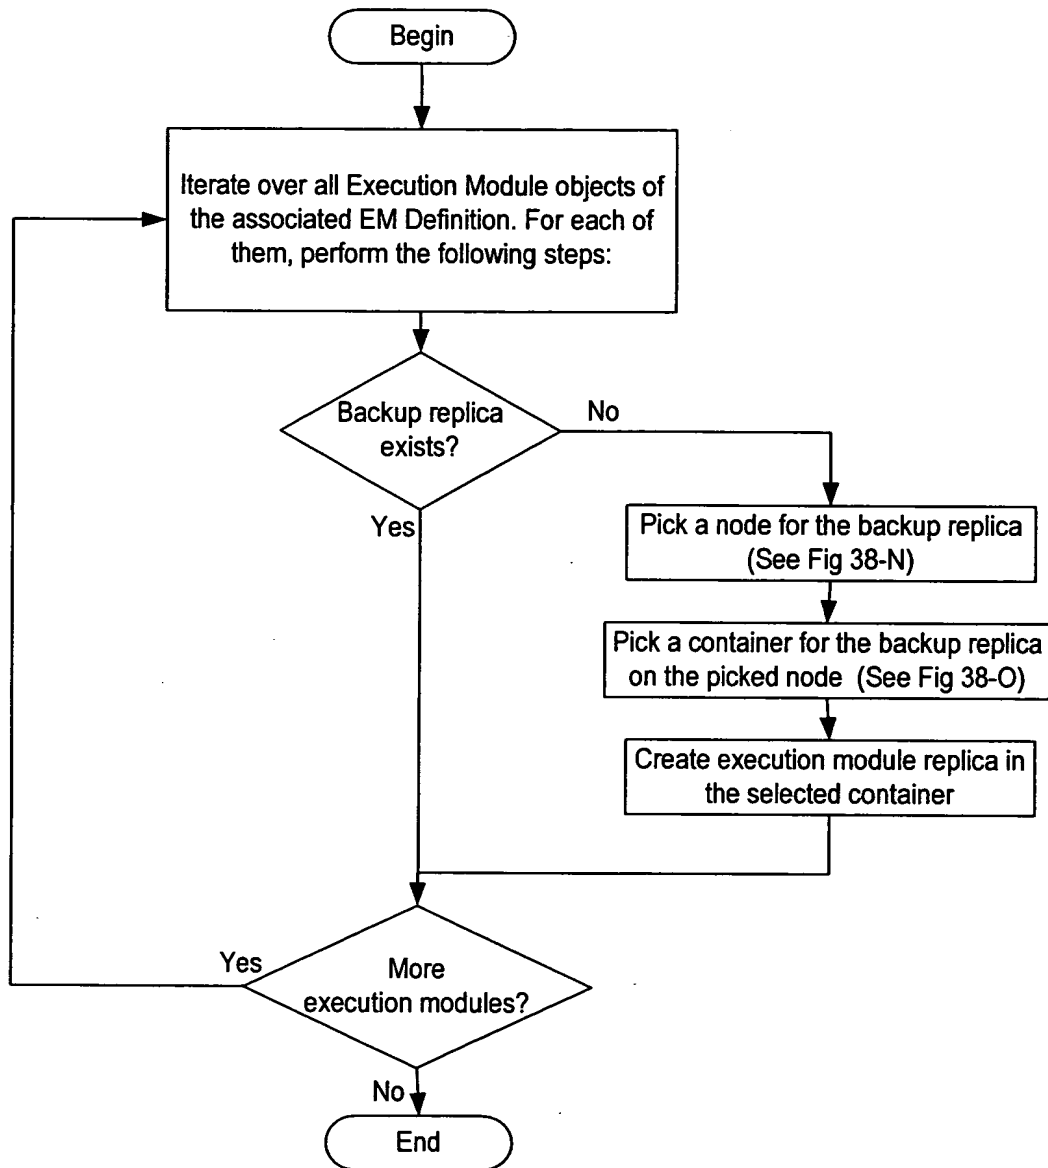 Begin
Iterate over all Execution Module objects of
the associated EM Definition. For each of
them, perform the following steps:
Backup replica
exists?
No
Yes
Pick a node for the backup replica
(See Fig 38-N)
Pick a container for the backup replica
on the picked node (See Fig 38-O)
Create execution module replica in
the selected container
Yes
More
execution modules?
No
End